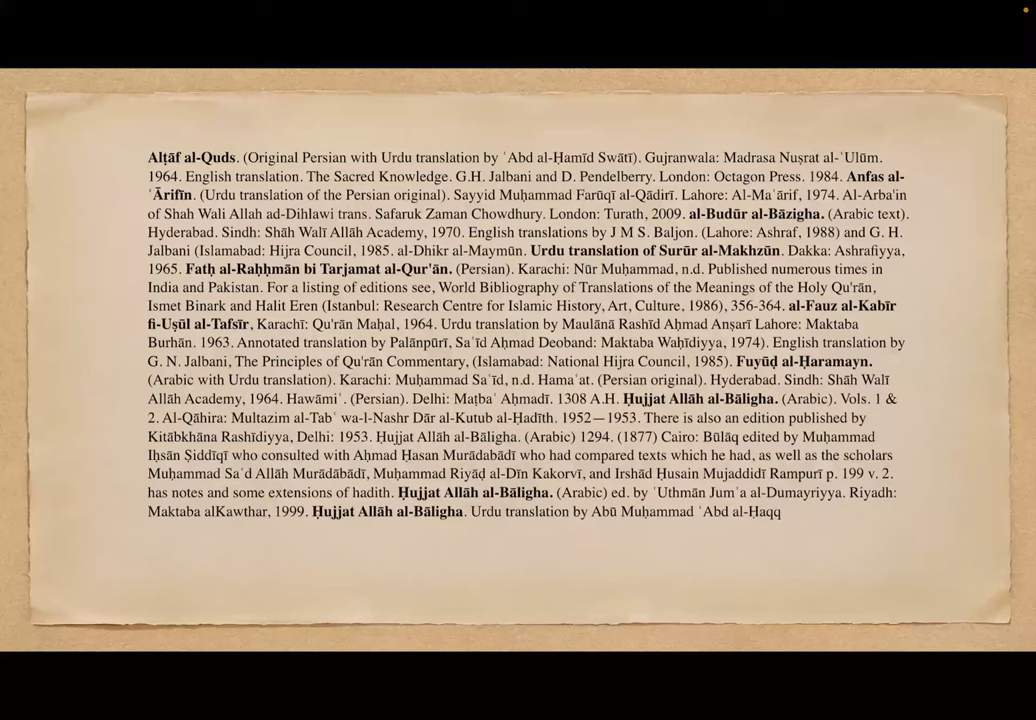 Alṭāf al-Quds. (Original Persian with Urdu translation by ʿAbd al-Ḥamīd Swātī). Gujranwala: Madrasa Nuṣrat al-ʿUlūm.
1964. English translation. The Sacred Knowledge. G.H. Jalbani and D. Pendelberry. London: Octagon Press. 1984. Anfas al-
ʿĀrifīn. (Urdu translation of the Persian original). Sayyid Muḥammad Farūqī al-Qādirī. Lahore: Al-Maʿārif, 1974. Al-Arba'in
of Shah Wali Allah ad-Dihlawi trans. Safaruk Zaman Chowdhury. London: Turath, 2009. al-Budūr al-Bāzigha. (Arabic text).
Hyderabad. Sindh: Shāh Walī Allāh Academy, 1970. English translations by J M S. Baljon. (Lahore: Ashraf, 1988) and G. H.
Jalbani (Islamabad: Hijra Council, 1985. al-Dhikr al-Maymūn. Urdu translation of Surūr al-Makhzūn. Dakka: Ashrafiyya,
1965. Fatḥ al-Raḥḥmān bi Tarjamat al-Qur'ān. (Persian). Karachi: Nūr Muḥammad, n.d. Published numerous times in
India and Pakistan. For a listing of editions see, World Bibliography of Translations of the Meanings of the Holy Qu'rān,
Ismet Binark and Halit Eren (Istanbul: Research Centre for Islamic History, Art, Culture, 1986), 356-364. al-Fauz al-Kabīr
fi-Uṣūl al-Tafsīr, Karachī: Qu'rān Maḥal, 1964. Urdu translation by Maulānā Rashīd Aḥmad Anṣarī Lahore: Maktaba
Burhān. 1963. Annotated translation by Palānpūrī, Saʿīd Aḥmad Deoband: Maktaba Waḥīdiyya, 1974). English translation by
G. N. Jalbani, The Principles of Qu'rān Commentary, (Islamabad: National Hijra Council, 1985). Fuyūḍ al-Ḥaramayn.
(Arabic with Urdu translation). Karachi: Muḥammad Saʿīd, n.d. Hamaʿat. (Persian original). Hyderabad. Sindh: Shāh Walī
Allāh Academy, 1964. Hawāmiʿ. (Persian). Delhi: Maṭbaʿ Aḥmadī. 1308 A.H. Ḥujjat Allāh al-Bāligha. (Arabic). Vols. 1 &
2. Al-Qāhira: Multazim al-Tabʿ wa-l-Nashr Dār al-Kutub al-Ḥadīth. 1952—1953. There is also an edition published by
Kitābkhāna Rashīdiyya, Delhi: 1953. Ḥujjat Allāh al-Bāligha. (Arabic) 1294. (1877) Cairo: Būlāq edited by Muḥammad
Iḥsān Ṣiddīqī who consulted with Aḥmad Ḥasan Murādabādī who had compared texts which he had, as well as the scholars
Muḥammad Saʿd Allāh Murādābādī, Muḥammad Riyāḍ al-Dīn Kakorvī, and Irshād Ḥusain Mujaddidī Rampurī p. 199 v. 2.
has notes and some extensions of hadith. Ḥujjat Allāh al-Bāligha. (Arabic) ed. by ʿUthmān Jumʿa al-Dumayriyya. Riyadh:
Maktaba alKawthar, 1999. Ḥujjat Allāh al-Bāligha. Urdu translation by Abū Muḥammad ʿAbd al-Ḥaqq